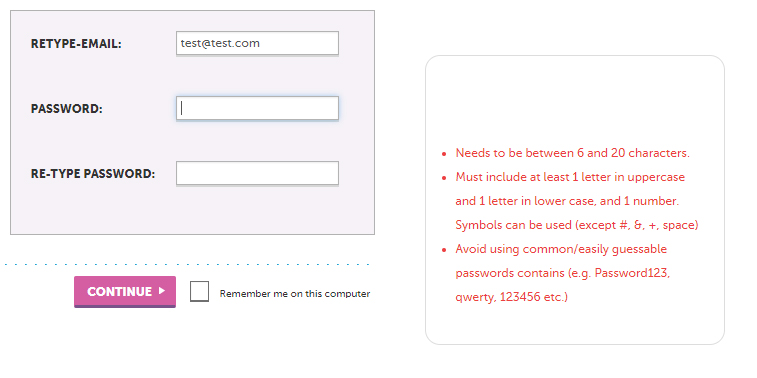 RETYPE-EMAIL:
test@test.com
PASSWORD:
RE-TYPE PASSWORD:
CONTINUE
Remember me on this computer
• Needs to be between 6 and 20 characters.
• Must include at least 1 letter in uppercase
and 1 letter in lower case, and 1 number.
Symbols can be used (except #, &, +, space)
• Avoid using common/easily guessable
passwords contains (e.g. Password123,
qwerty, 123456 etc.)